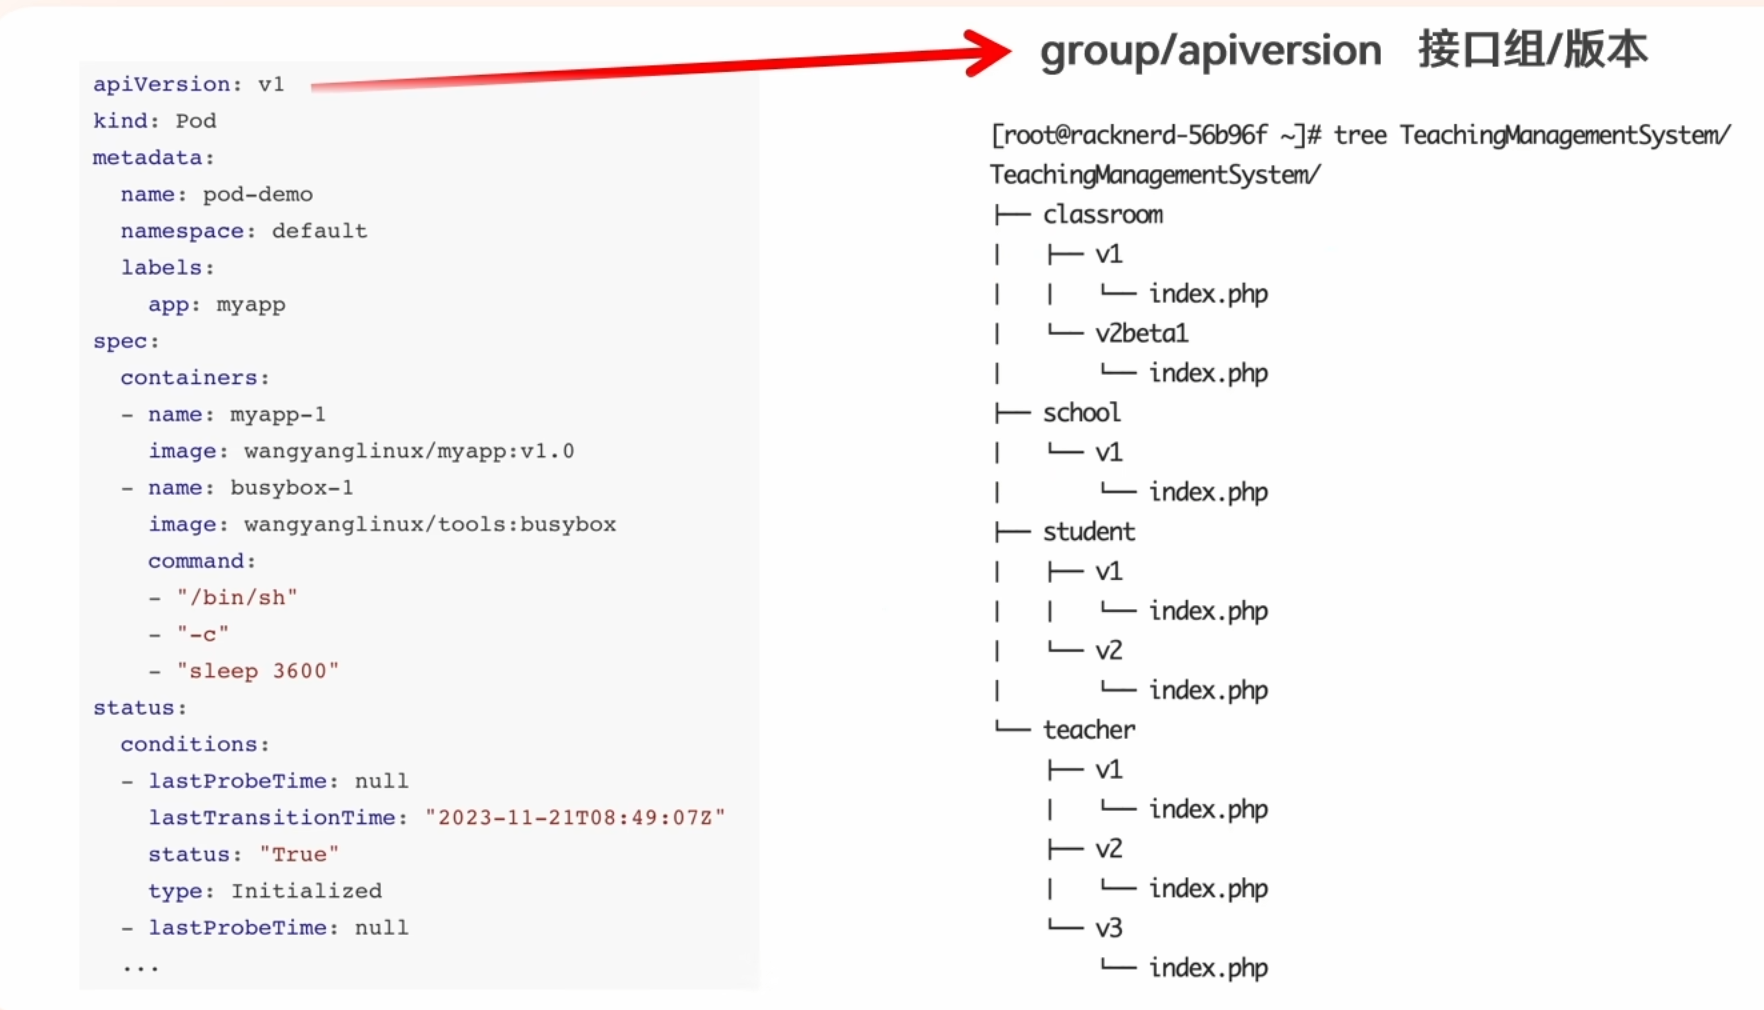 apiVersion: v1
kind: Pod
metadata:
  name: pod-demo
  namespace: default
  labels:
    app: myapp
spec:
  containers:
  - name: myapp-1
    image: wangyanglinux/myapp:v1.0
  - name: busybox-1
    image: wangyanglinux/tools:busybox
    command:
    - "/bin/sh"
    - "-c"
    - "sleep 3600"
status:
  conditions:
  - lastProbeTime: null
    lastTransitionTime: "2023-11-21T08:49:07Z"
    status: "True"
    type: Initialized
  - lastProbeTime: null
  ...
group/apiversion 接口组/版本
[root@racknerd-56b96f ~]# tree TeachingManagementSystem/
TeachingManagementSystem/
├── classroom
│   ├── v1
│   │   └── index.php
│   └── v2beta1
│       └── index.php
├── school
│   └── v1
│       └── index.php
├── student
│   ├── v1
│   │   └── index.php
│   └── v2
│       └── index.php
└── teacher
    ├── v1
    │   └── index.php
    ├── v2
    │   └── index.php
    └── v3
        └── index.php